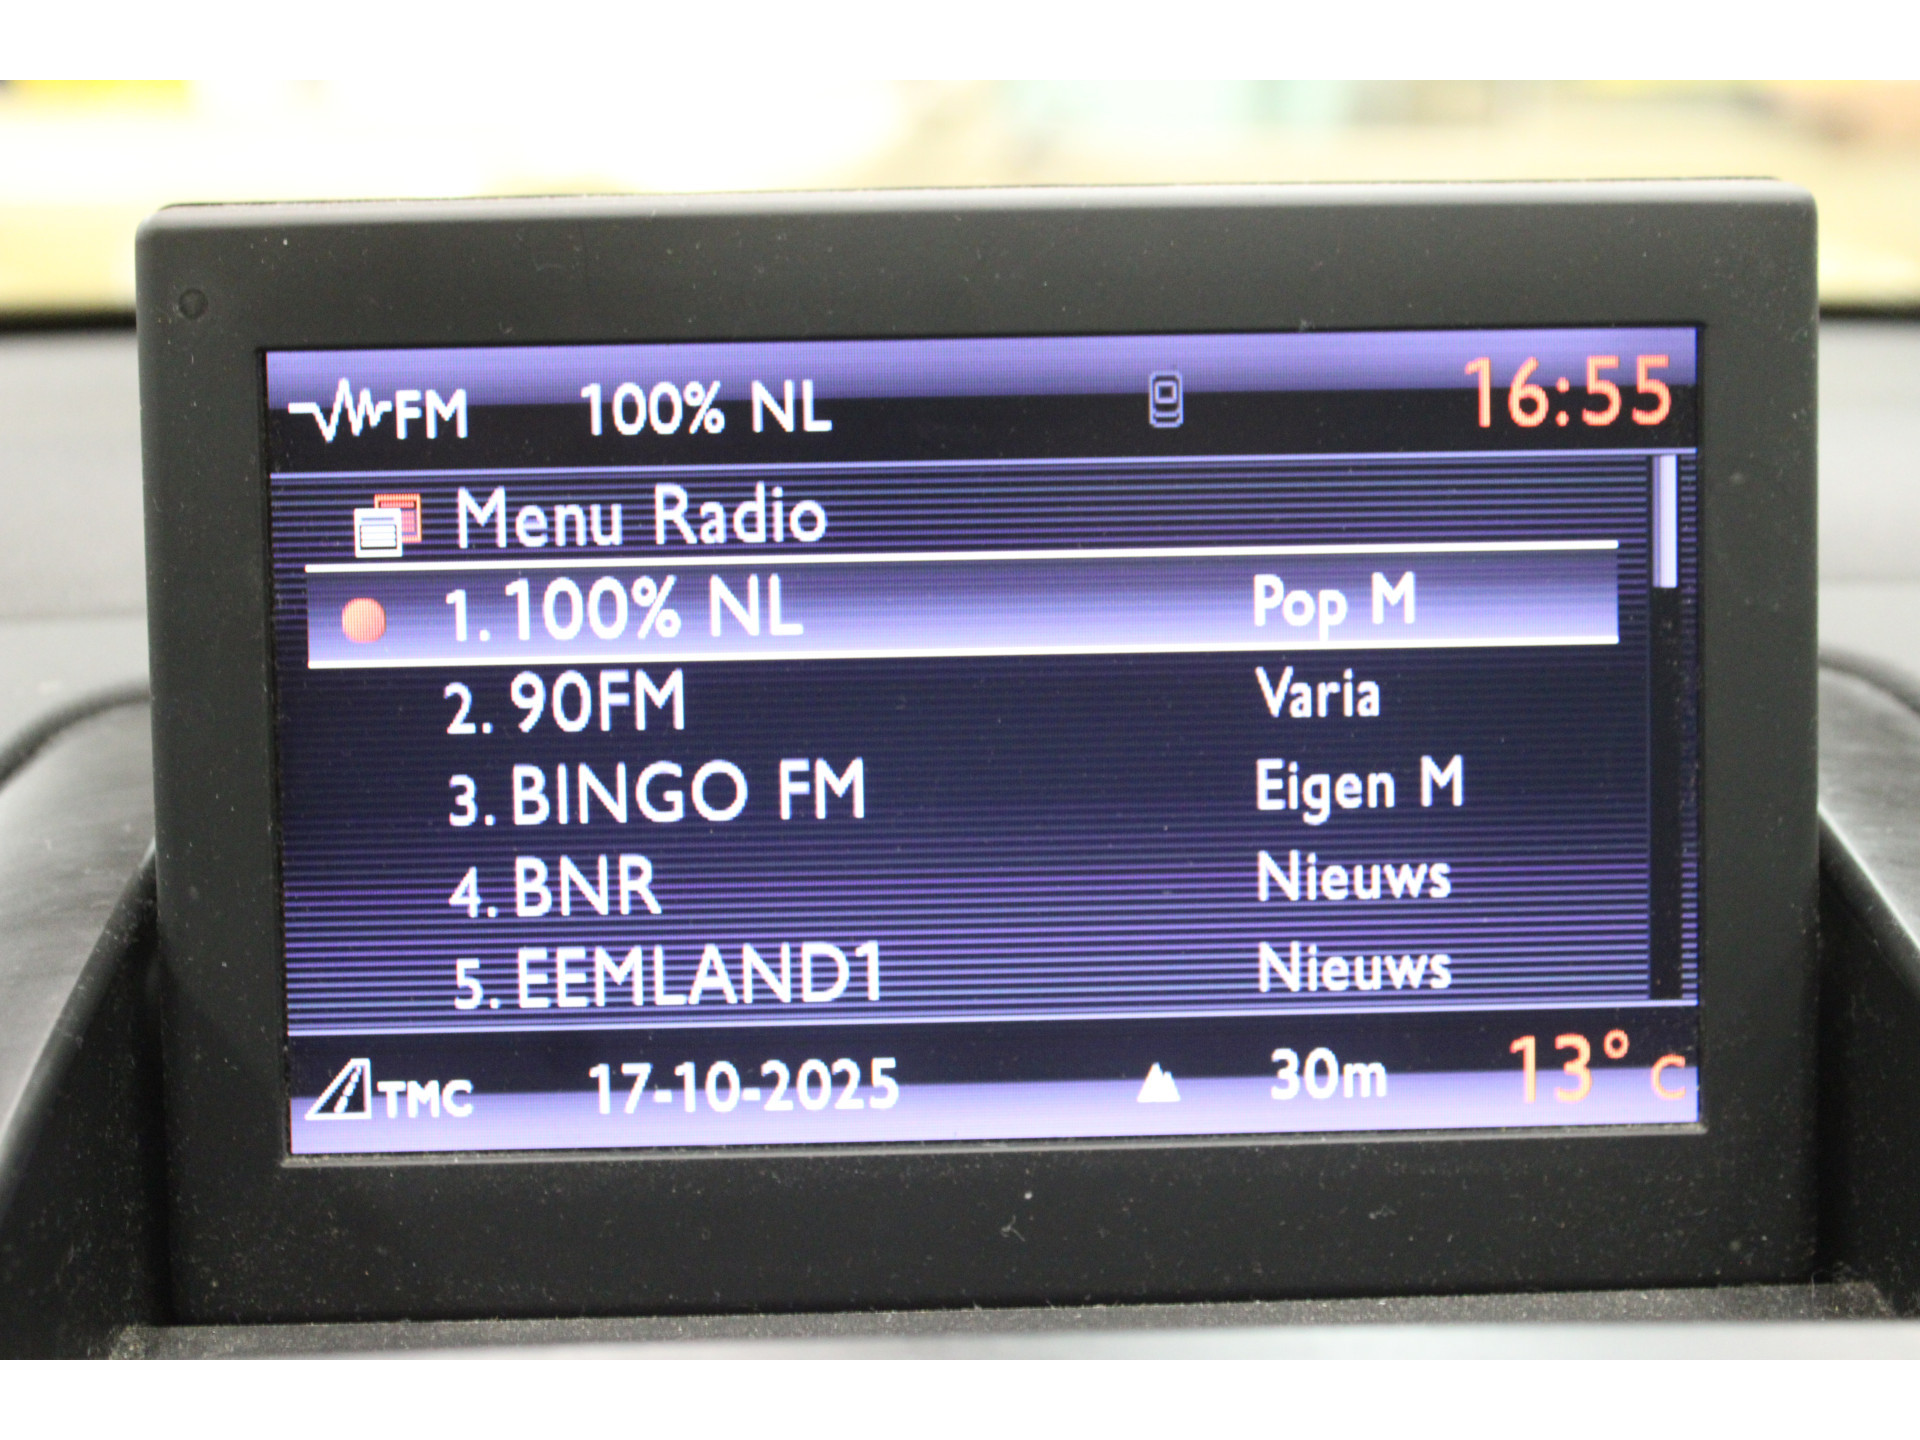 FM 100% NL 16:55
Menu Radio
1. 100% NL Pop M
2. 90FM Varia
3. BINGO FM Eigen M
4. BNR Nieuws
5. EEMLAND1 Nieuws
TMC 17-10-2025 30m 13° C